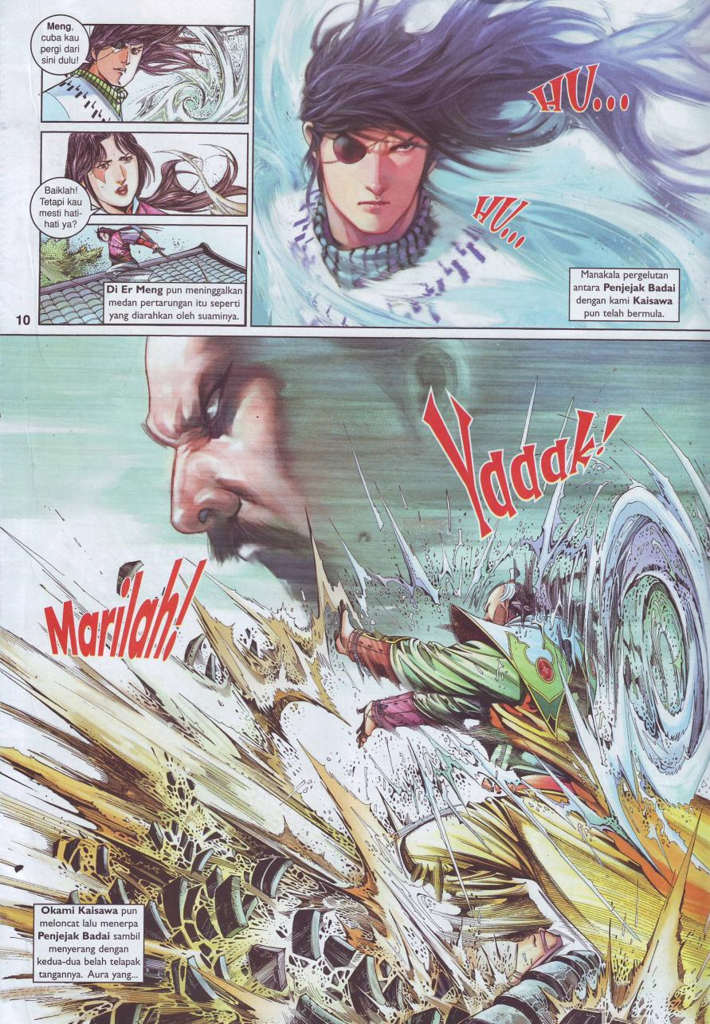 Meng,
cuba kau
pergi dari
sini dulu!
Baiklah!
Tetapi kau
mesti hati-
hati ya?
Di Er Meng pun meninggalkan
medan pertarungan itu seperti
yang diarahkan oleh suaminya.
10
HU...
HU...
Manakala pergelutan
antara Penjejak Badai
dengan kami Kaisawa
pun telah bermula.
Yaaak!
Marilah!
Okami Kaisawa pun
meloncat lalu menerpa
Penjejak Badai sambil
menyerang dengan
kedua-dua belah telapak
tangannya. Aura yang...